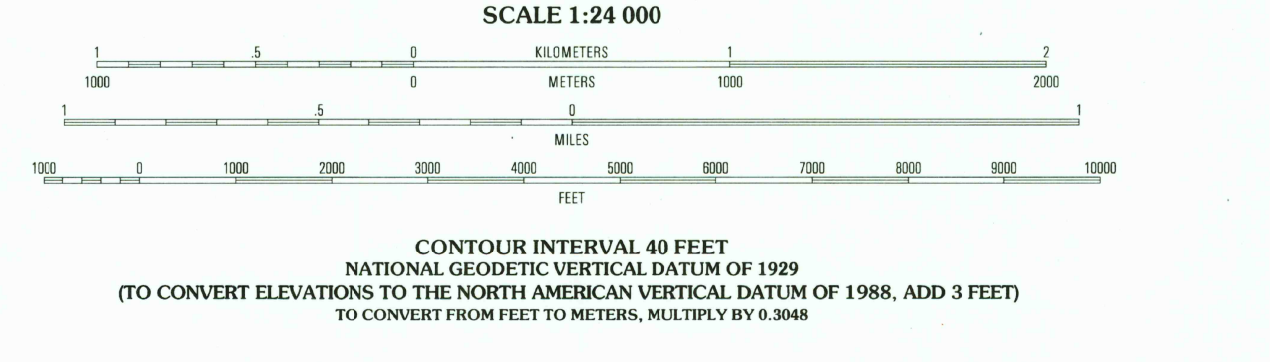 SCALE 1:24 000
1 .5 0 KILOMETERS 1 2
1000 0 METERS 1000 2000
1 .5 0 1
MILES
1000 0 1000 2000 3000 4000 5000 6000 7000 8000 9000 10000
FEET
CONTOUR INTERVAL 40 FEET
NATIONAL GEODETIC VERTICAL DATUM OF 1929
(TO CONVERT ELEVATIONS TO THE NORTH AMERICAN VERTICAL DATUM OF 1988, ADD 3 FEET)
TO CONVERT FROM FEET TO METERS, MULTIPLY BY 0.3048